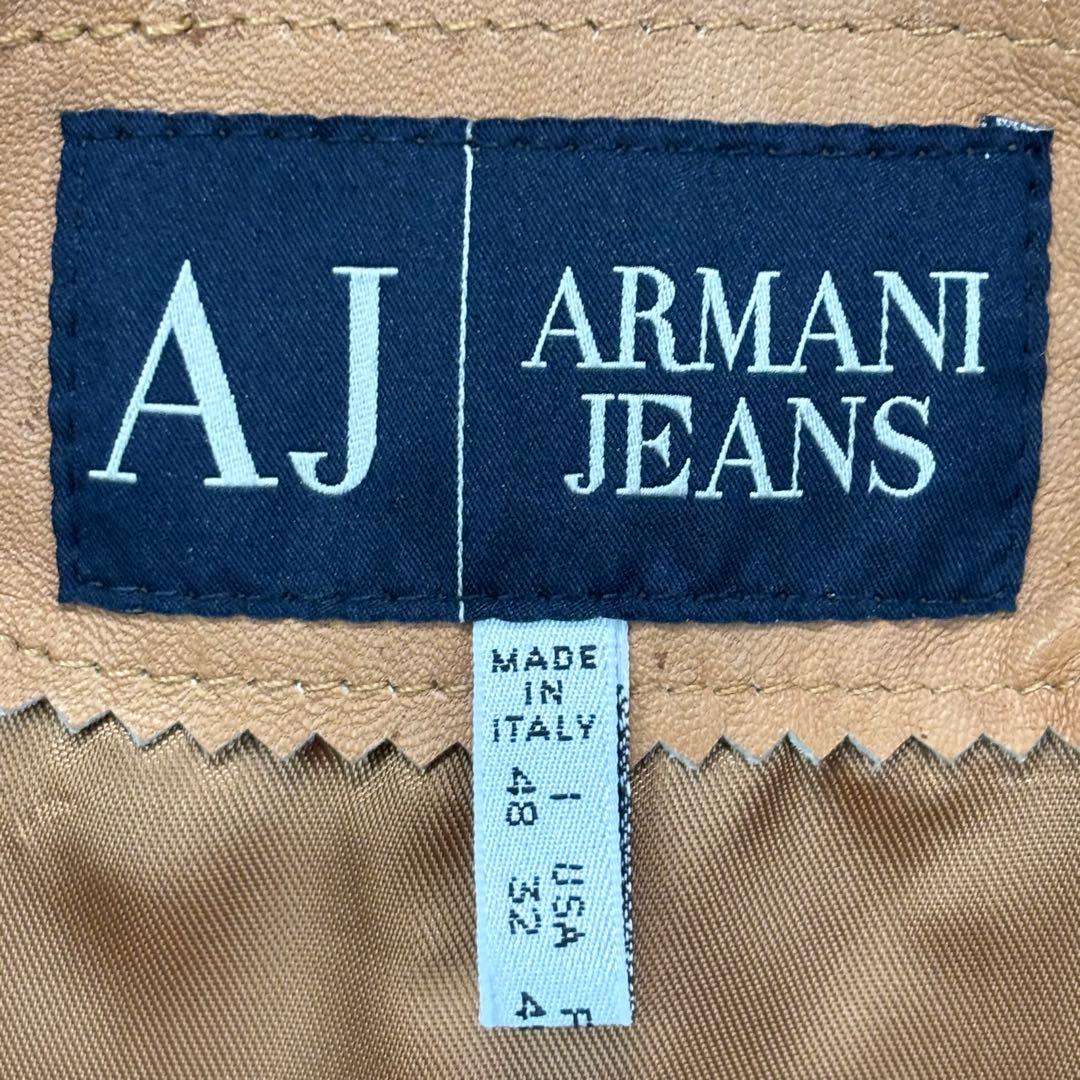 AJ
ARMANI
JEANS
MADE
IN
ITALY
I USA F
48 32